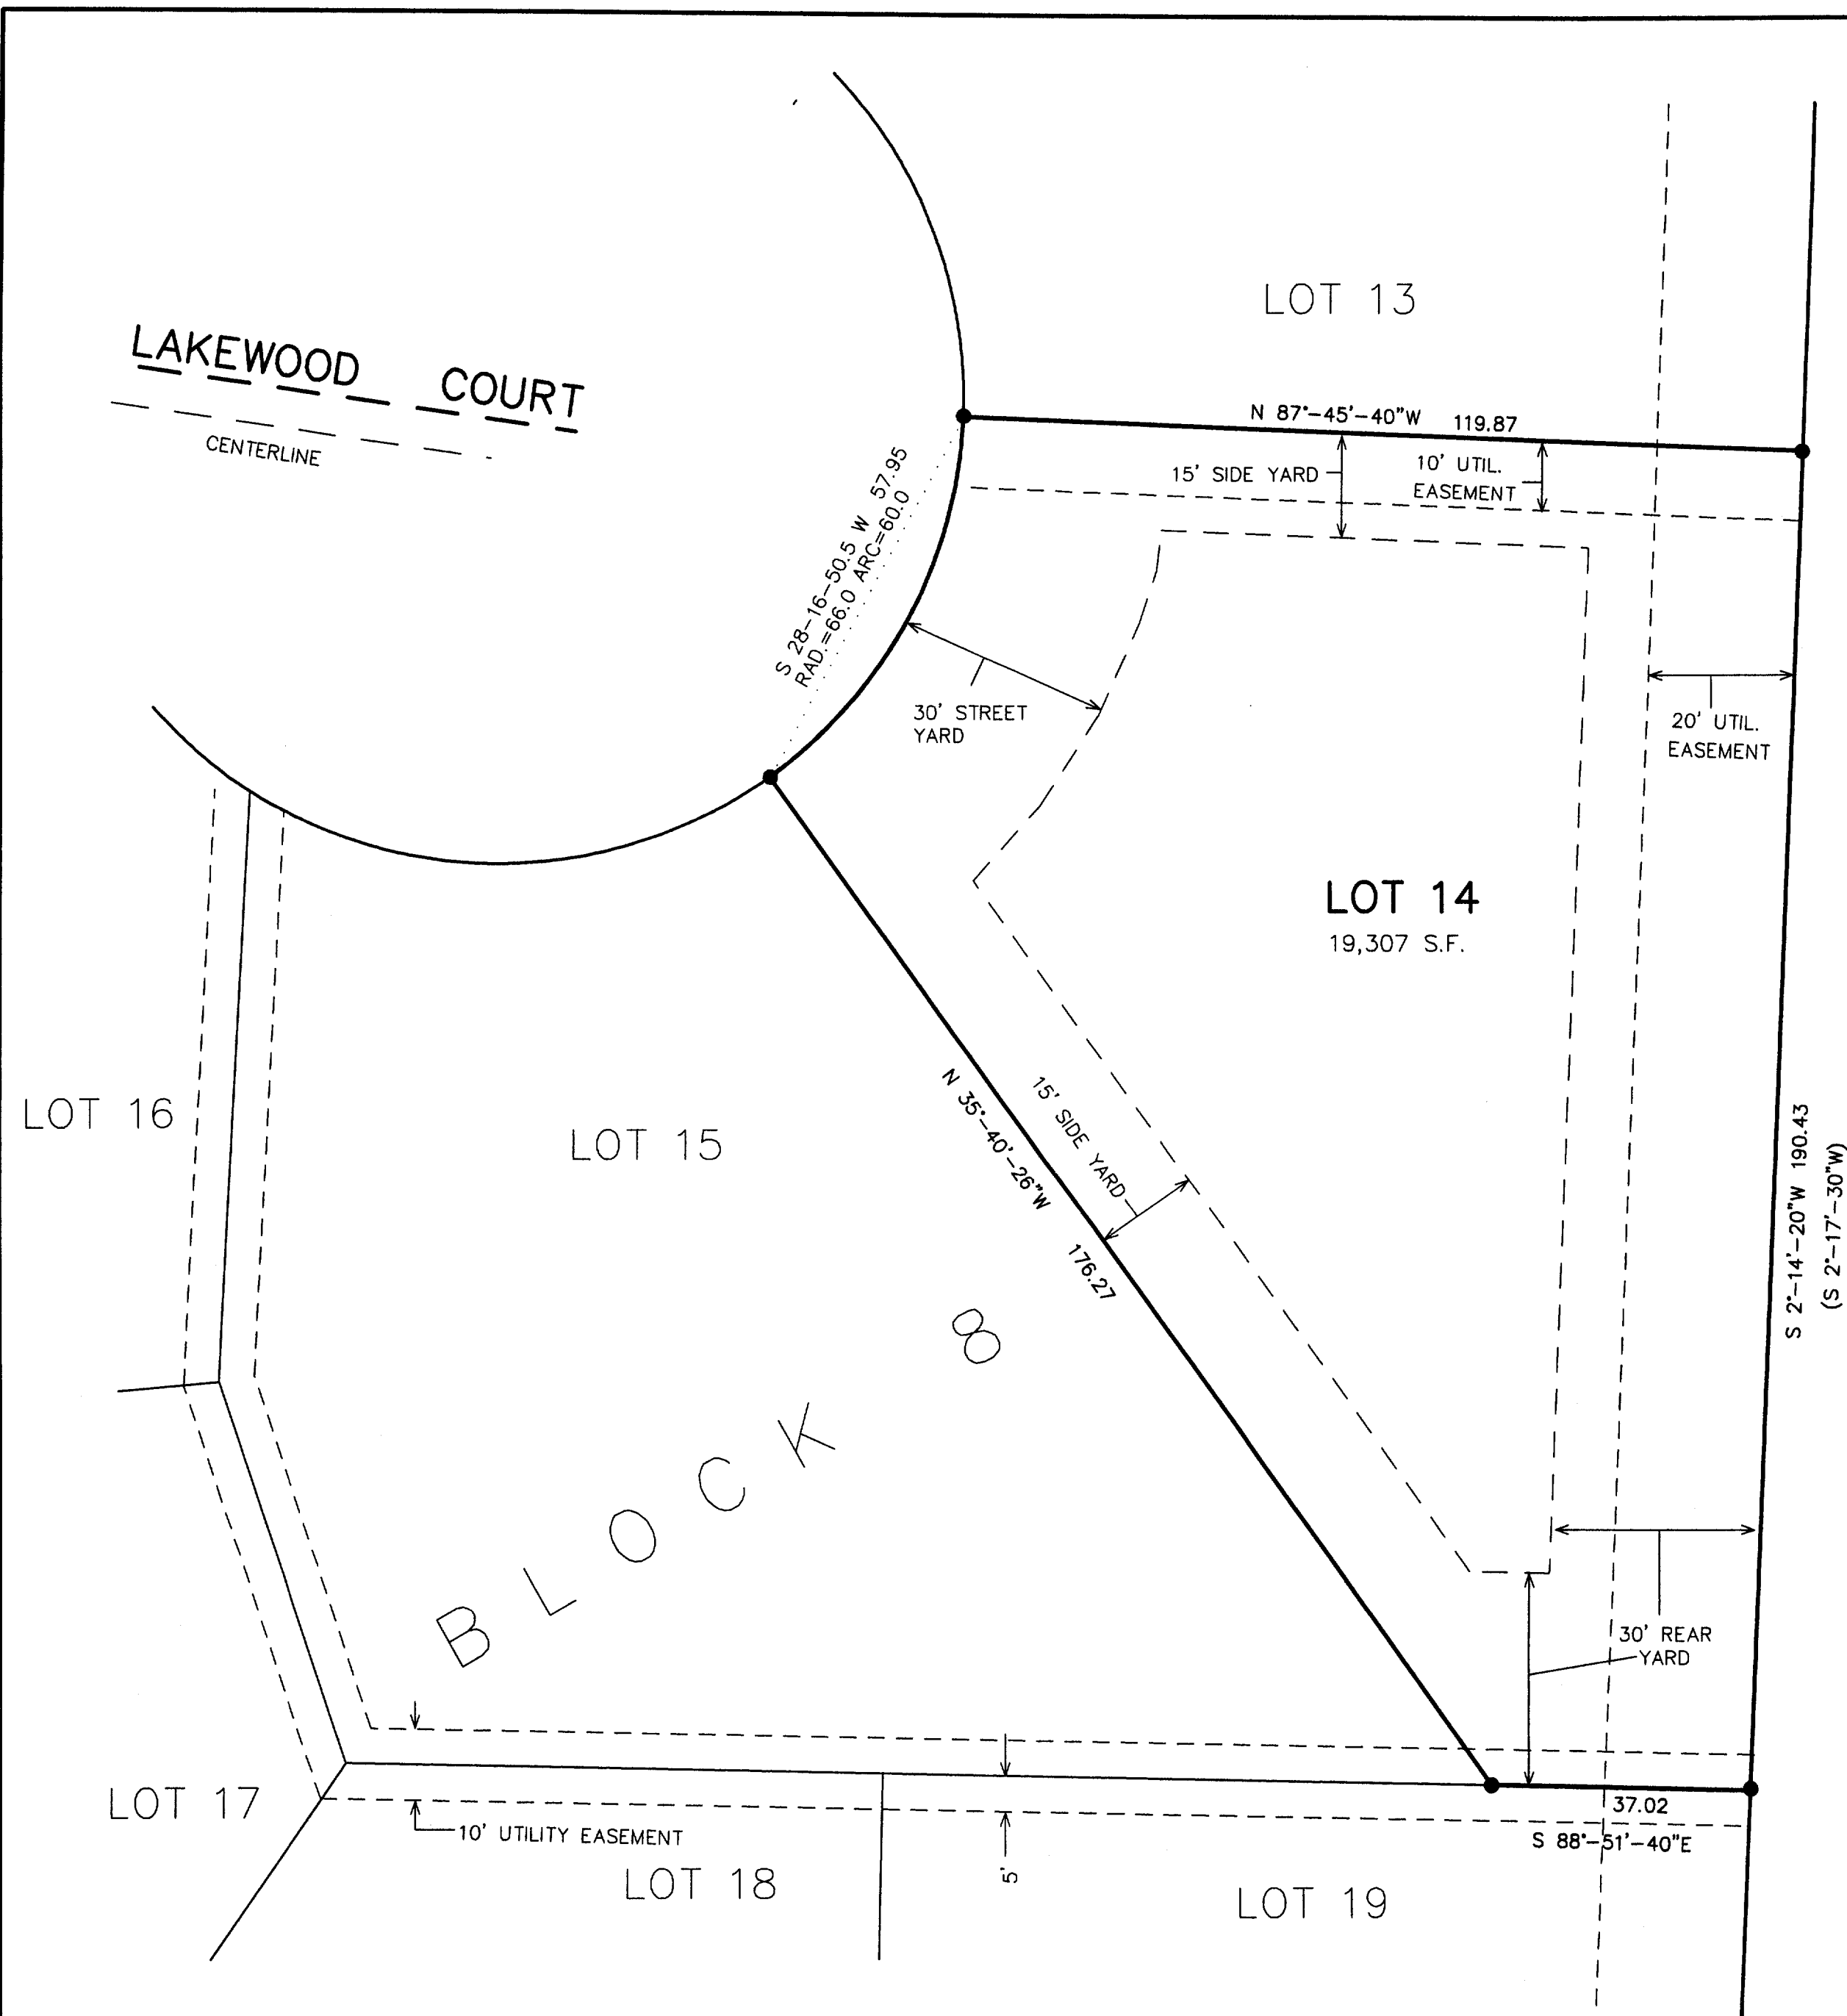 LOT 13
LAKEWOOD COURT
CENTERLINE
N 87°-45'-40"W 119.87
15' SIDE YARD
10' UTIL.
EASEMENT
S 28-16-50.5 W 57.95
RAD.=66.0 ARC=60.0
30' STREET
YARD
20' UTIL.
EASEMENT
LOT 14
19,307 S.F.
LOT 16
LOT 15
N 35°-40'-26"W 176.27
15' SIDE YARD
S 2°-14'-20"W 190.43
(S 2°-17'-30"W)
BLOCK 8
30' REAR
YARD
LOT 17
10' UTILITY EASEMENT
LOT 18
5'
LOT 19
37.02
S 88°-51'-40"E